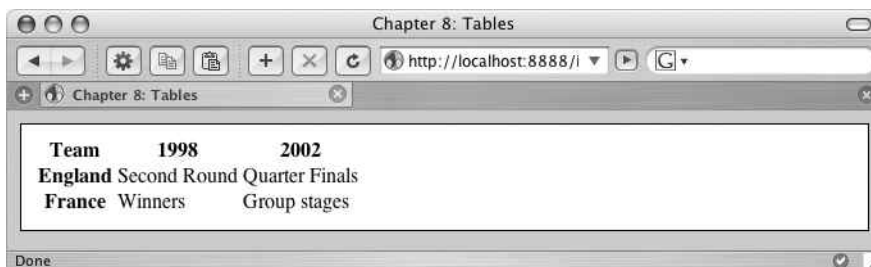 Chapter 8: Tables
http://localhost:8888/i G
Chapter 8: Tables
Team 1998 2002
England Second Round Quarter Finals
France Winners Group stages
Done